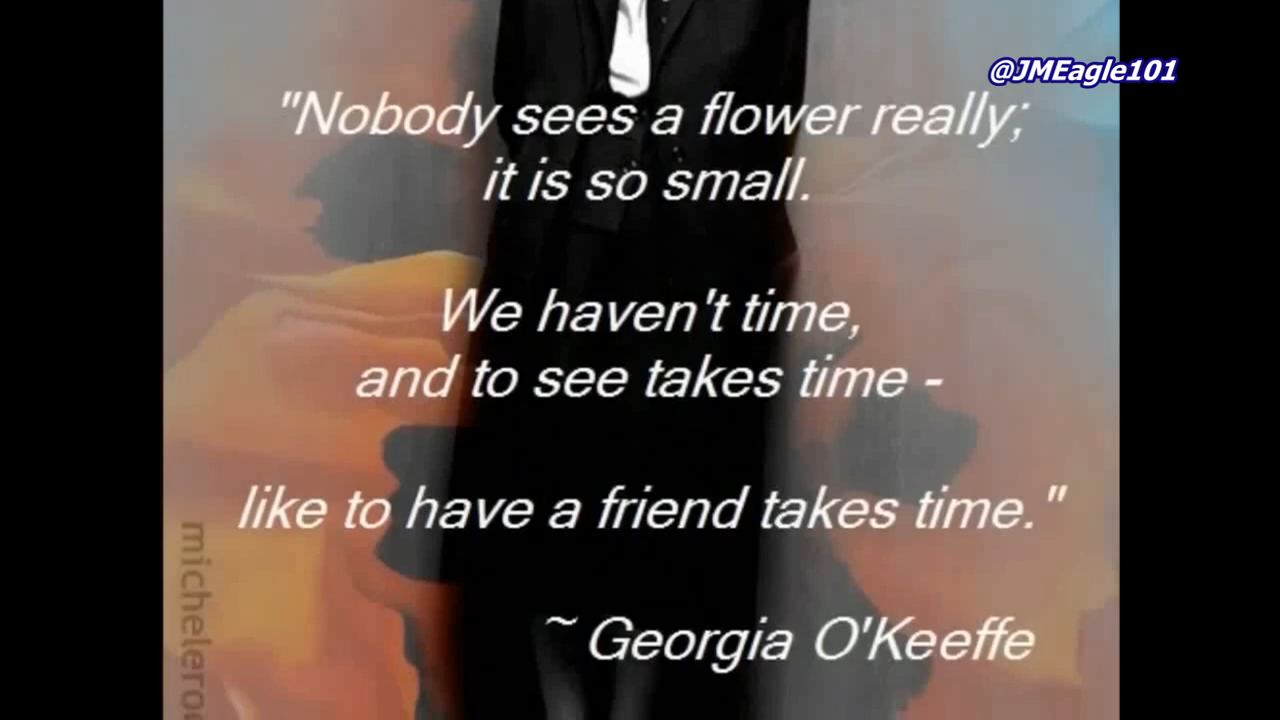 @JMEagle101
"Nobody sees a flower really;
it is so small.
We haven't time,
and to see takes time -
like to have a friend takes time."
~ Georgia O'Keeffe